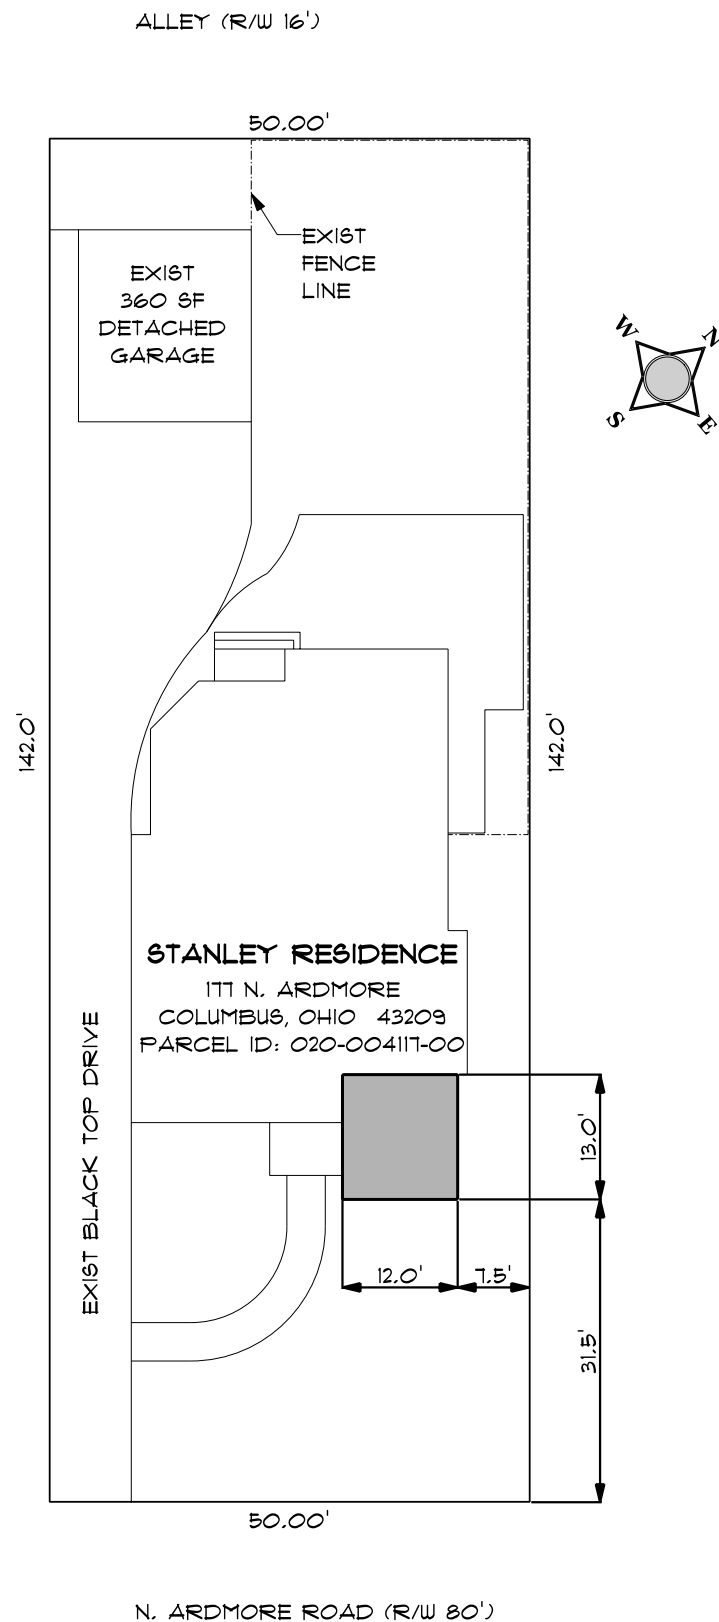 ALLEY (R/W 16')
50.00'
EXIST
FENCE
LINE
EXIST
360 SF
DETACHED
GARAGE
W
N
S
E
142.0'
142.0'
STANLEY RESIDENCE
177 N. ARDMORE
COLUMBUS, OHIO 43209
PARCEL ID: 020-004117-00
EXIST BLACK TOP DRIVE
13.0'
12.0'
7.5'
31.5'
50.00'
N. ARDMORE ROAD (R/W 80')